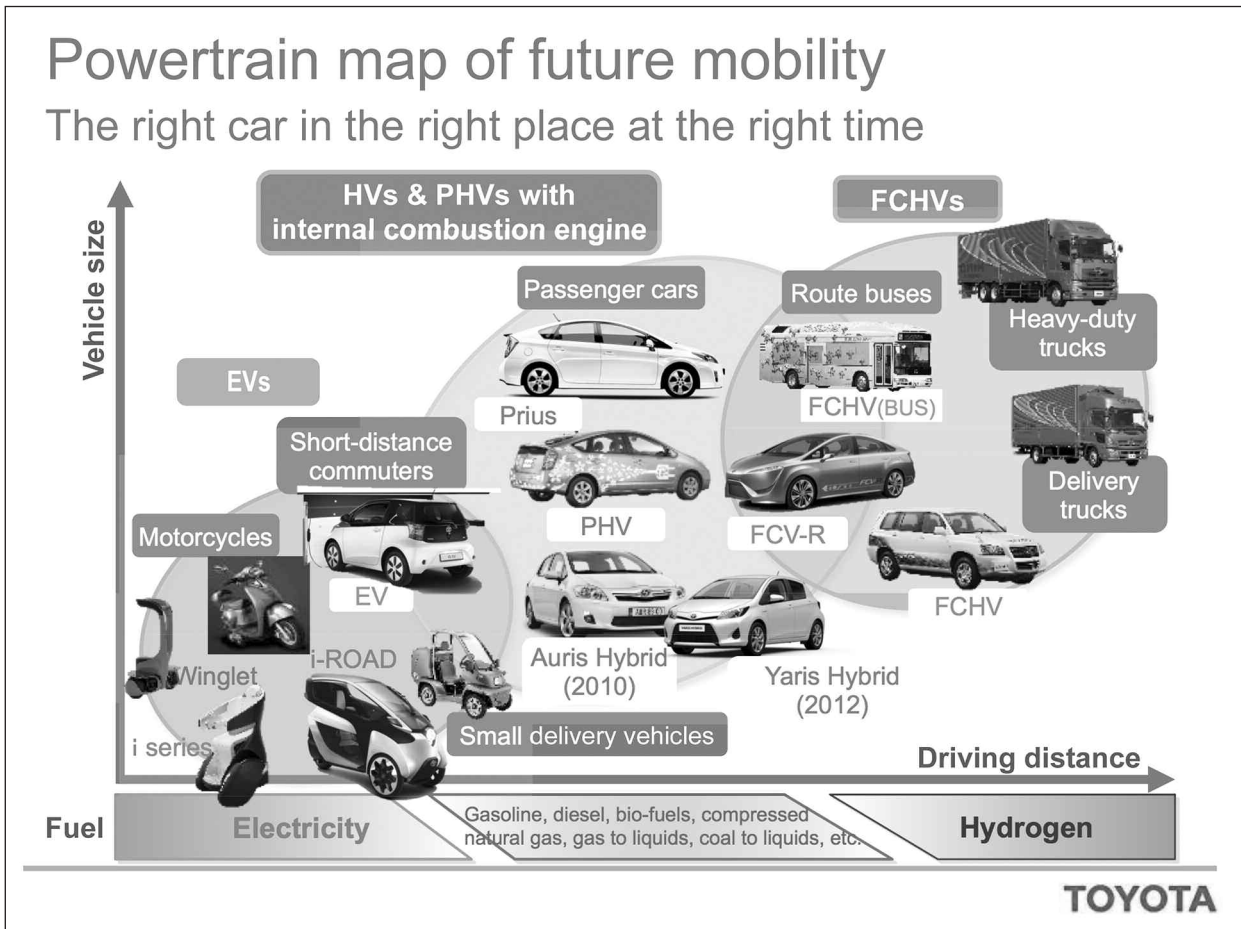 Powertrain map of future mobility
The right car in the right place at the right time
Vehicle size
HVs & PHVs with
internal combustion engine
FCHVs
Passenger cars
Route buses
Heavy-duty
trucks
EVs
Prius
FCHV(BUS)
Short-distance
commuters
Delivery
trucks
Motorcycles
PHV
FCV-R
EV
FCHV
Winglet
i-ROAD
Auris Hybrid
(2010)
Yaris Hybrid
(2012)
i series
Small delivery vehicles
Driving distance
Fuel
Electricity
Gasoline, diesel, bio-fuels, compressed
natural gas, gas to liquids, coal to liquids, etc.
Hydrogen
TOYOTA